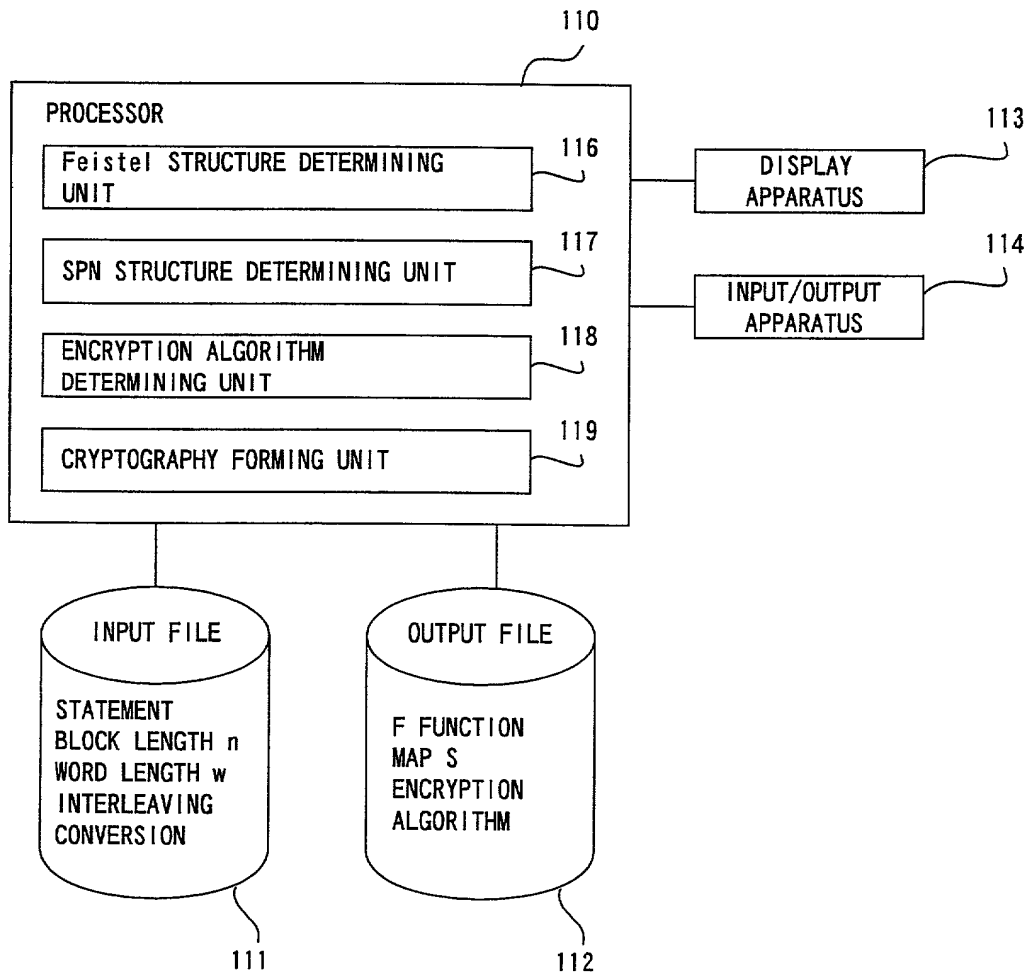 110
PROCESSOR
Feistel STRUCTURE DETERMINING
UNIT
116
SPN STRUCTURE DETERMINING UNIT
117
ENCRYPTION ALGORITHM
DETERMINING UNIT
118
CRYPTOGRAPHY FORMING UNIT
119
113
DISPLAY
APPARATUS
114
INPUT/OUTPUT
APPARATUS
INPUT FILE
STATEMENT
BLOCK LENGTH n
WORD LENGTH w
INTERLEAVING
CONVERSION
111
OUTPUT FILE
F FUNCTION
MAP S
ENCRYPTION
ALGORITHM
112